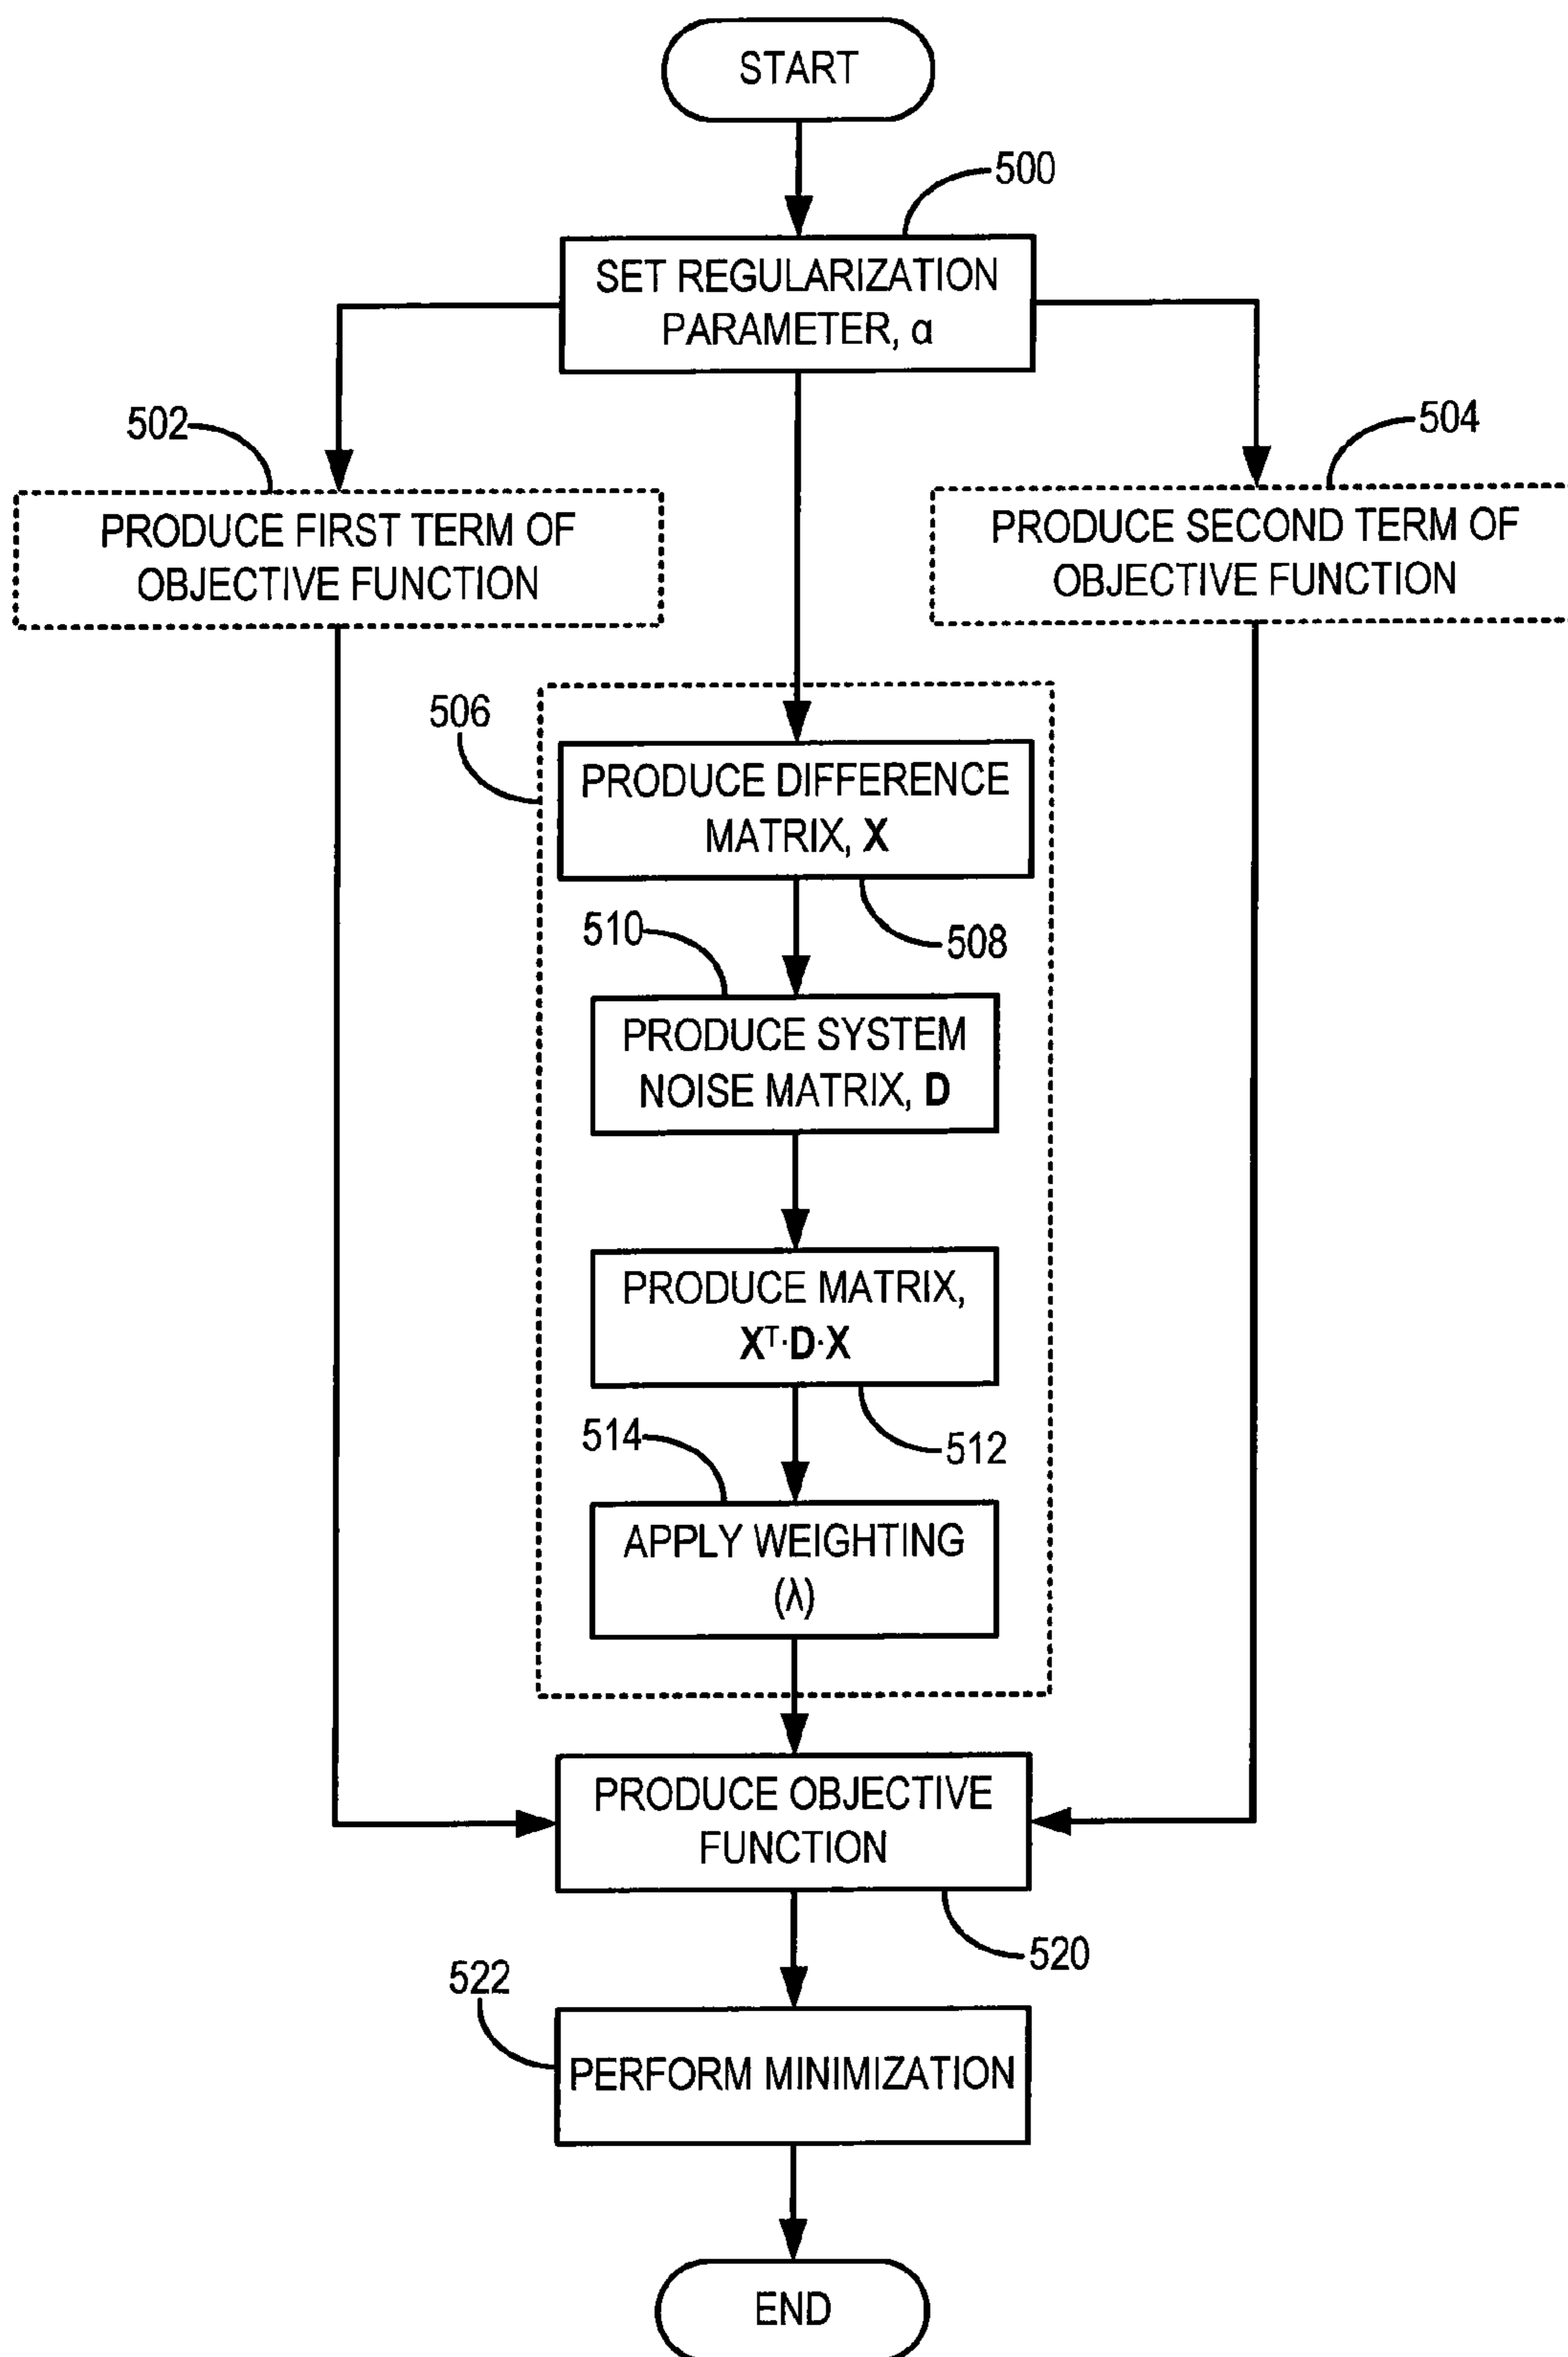 START
500
SET REGULARIZATION
PARAMETER, α
502
504
PRODUCE FIRST TERM OF
OBJECTIVE FUNCTION
PRODUCE SECOND TERM OF
OBJECTIVE FUNCTION
506
PRODUCE DIFFERENCE
MATRIX, X
508
510
PRODUCE SYSTEM
NOISE MATRIX, D
PRODUCE MATRIX,
Xᵀ·D·X
512
514
APPLY WEIGHTING
(λ)
PRODUCE OBJECTIVE
FUNCTION
520
522
PERFORM MINIMIZATION
END